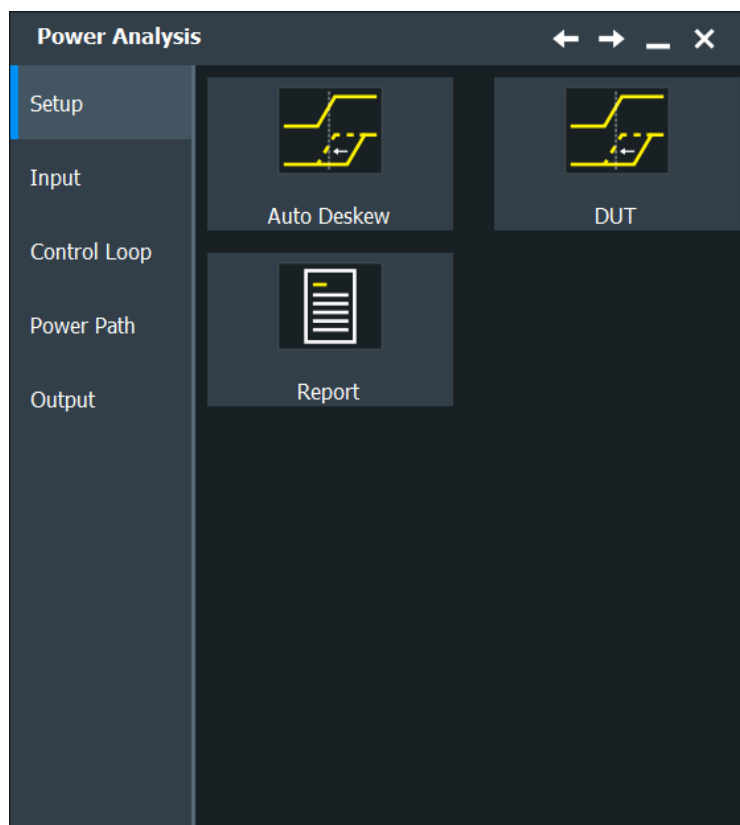 Power Analysis
Setup
Input
Control Loop
Power Path
Output
Auto Deskew
DUT
Report